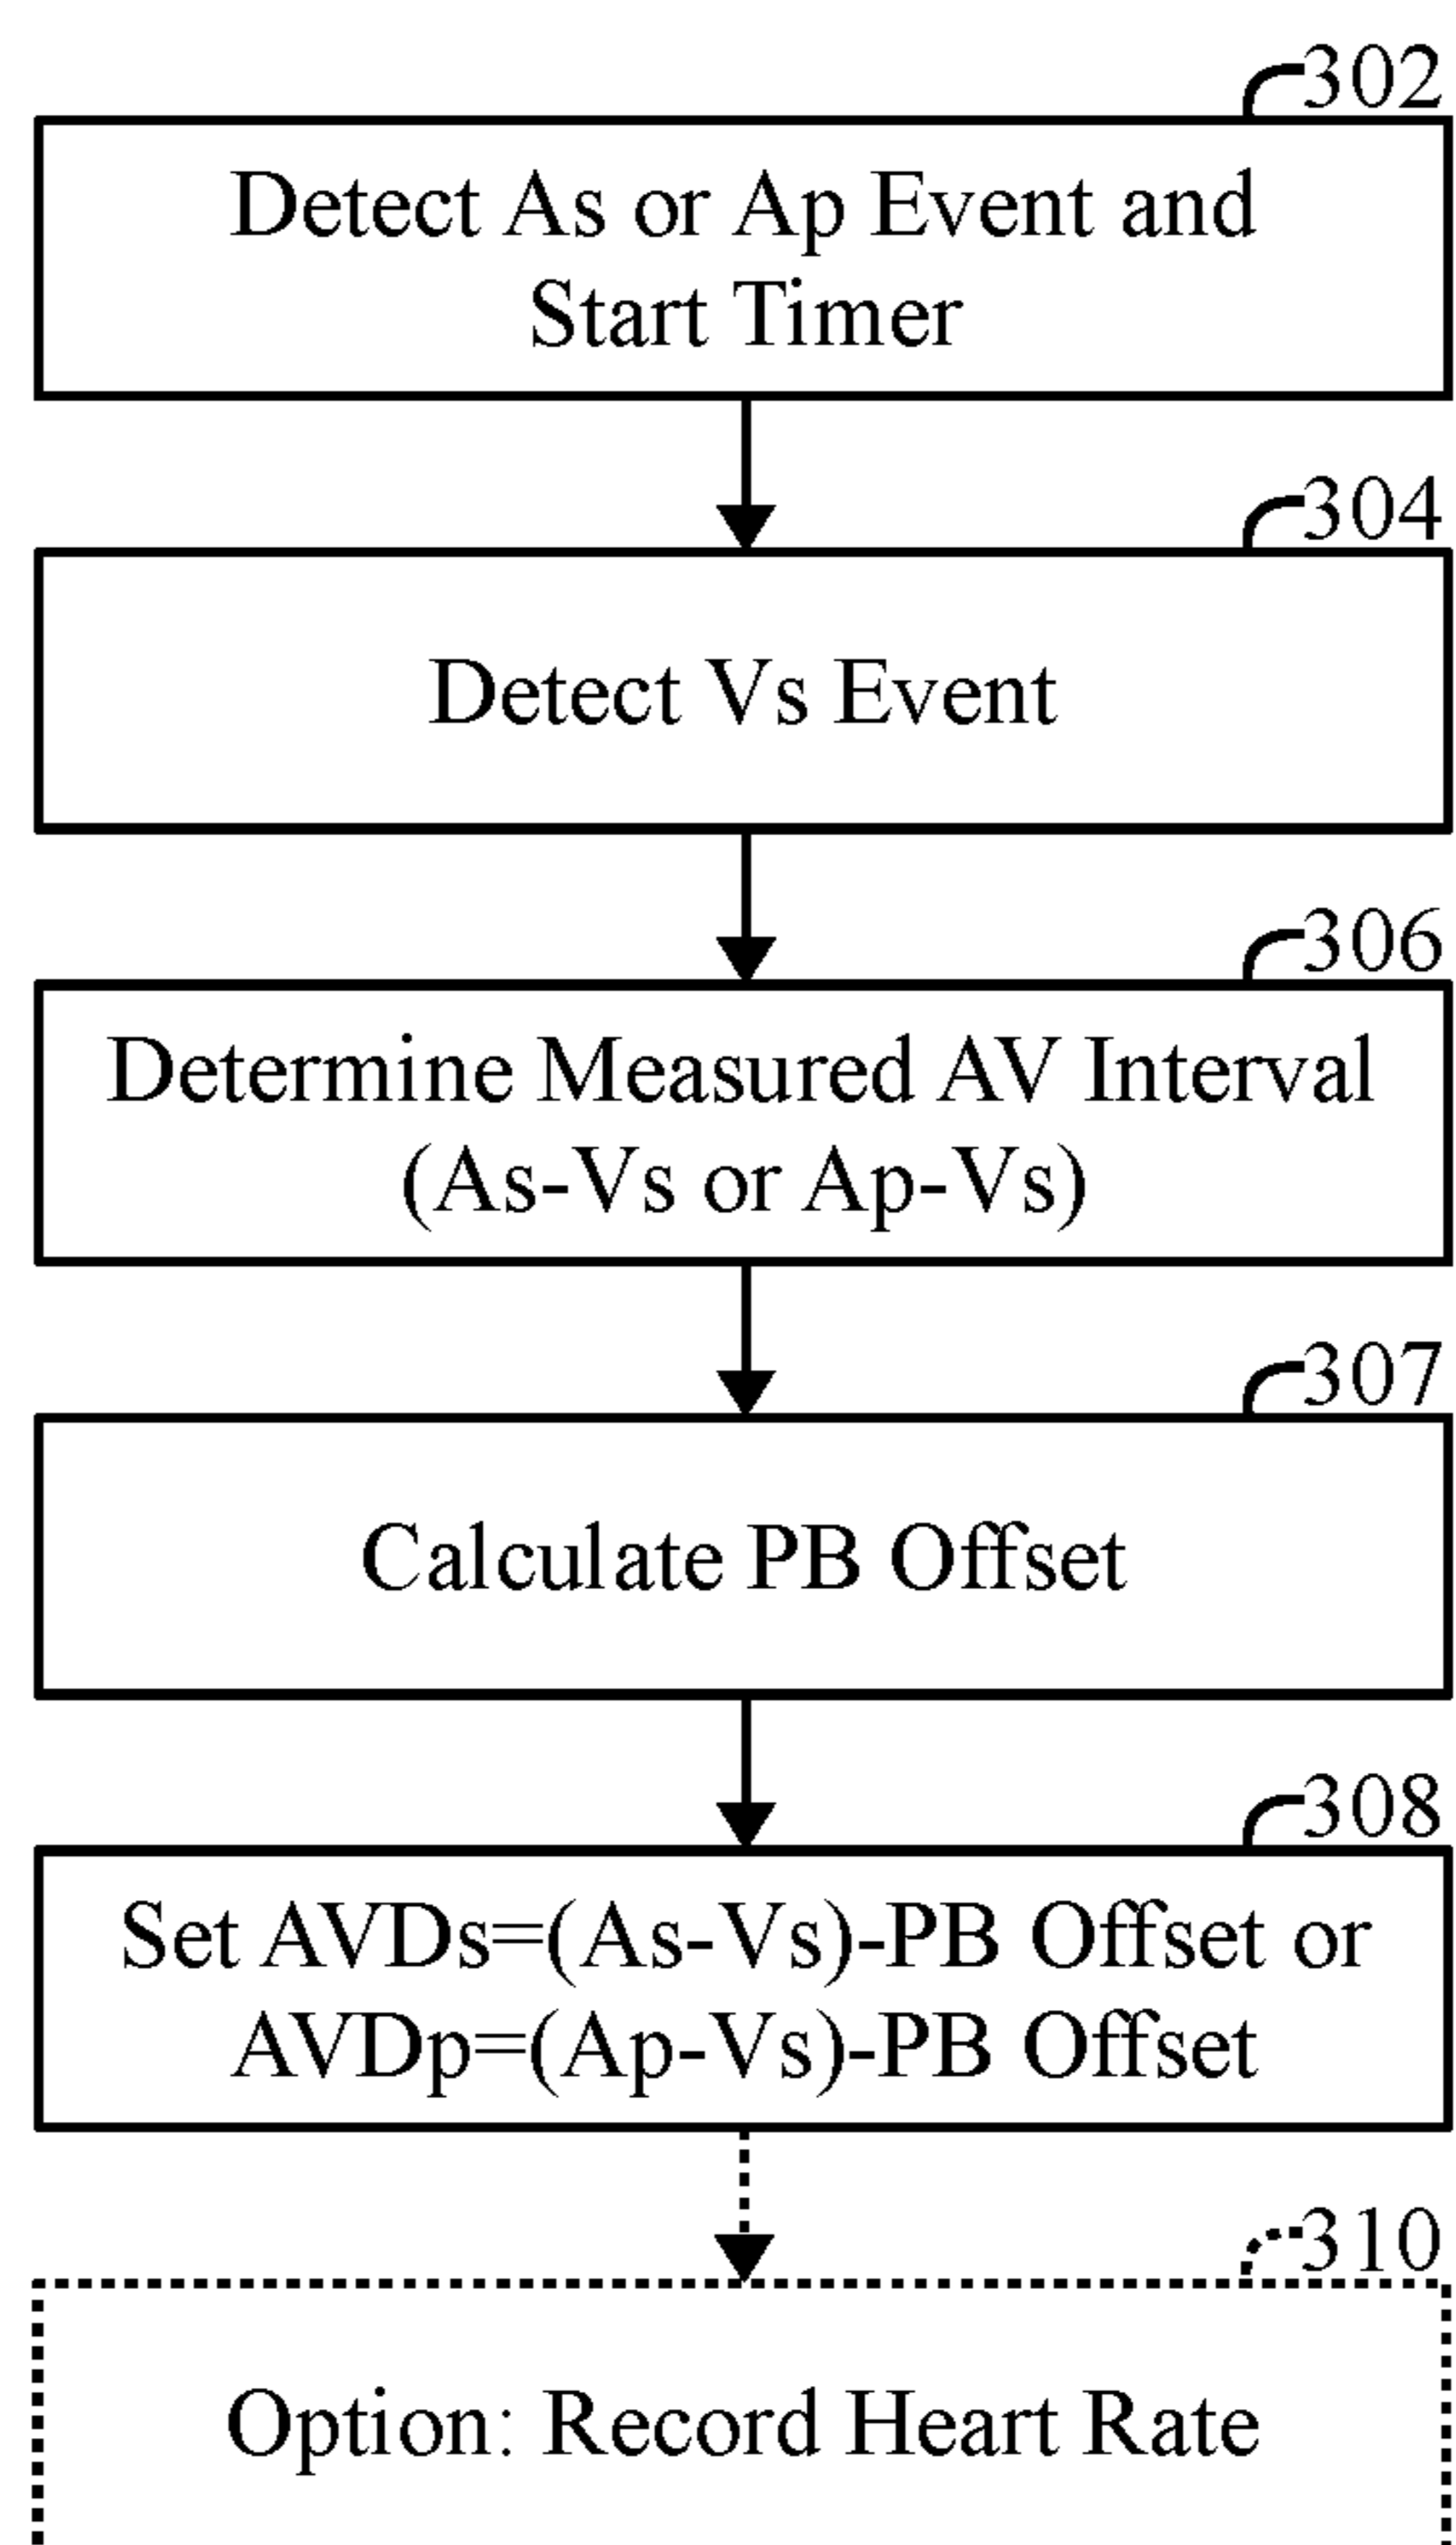 302
Detect As or Ap Event and
Start Timer
304
Detect Vs Event
306
Determine Measured AV Interval
(As-Vs or Ap-Vs)
307
Calculate PB Offset
308
Set AVDs=(As-Vs)-PB Offset or
AVDp=(Ap-Vs)-PB Offset
310
Option: Record Heart Rate